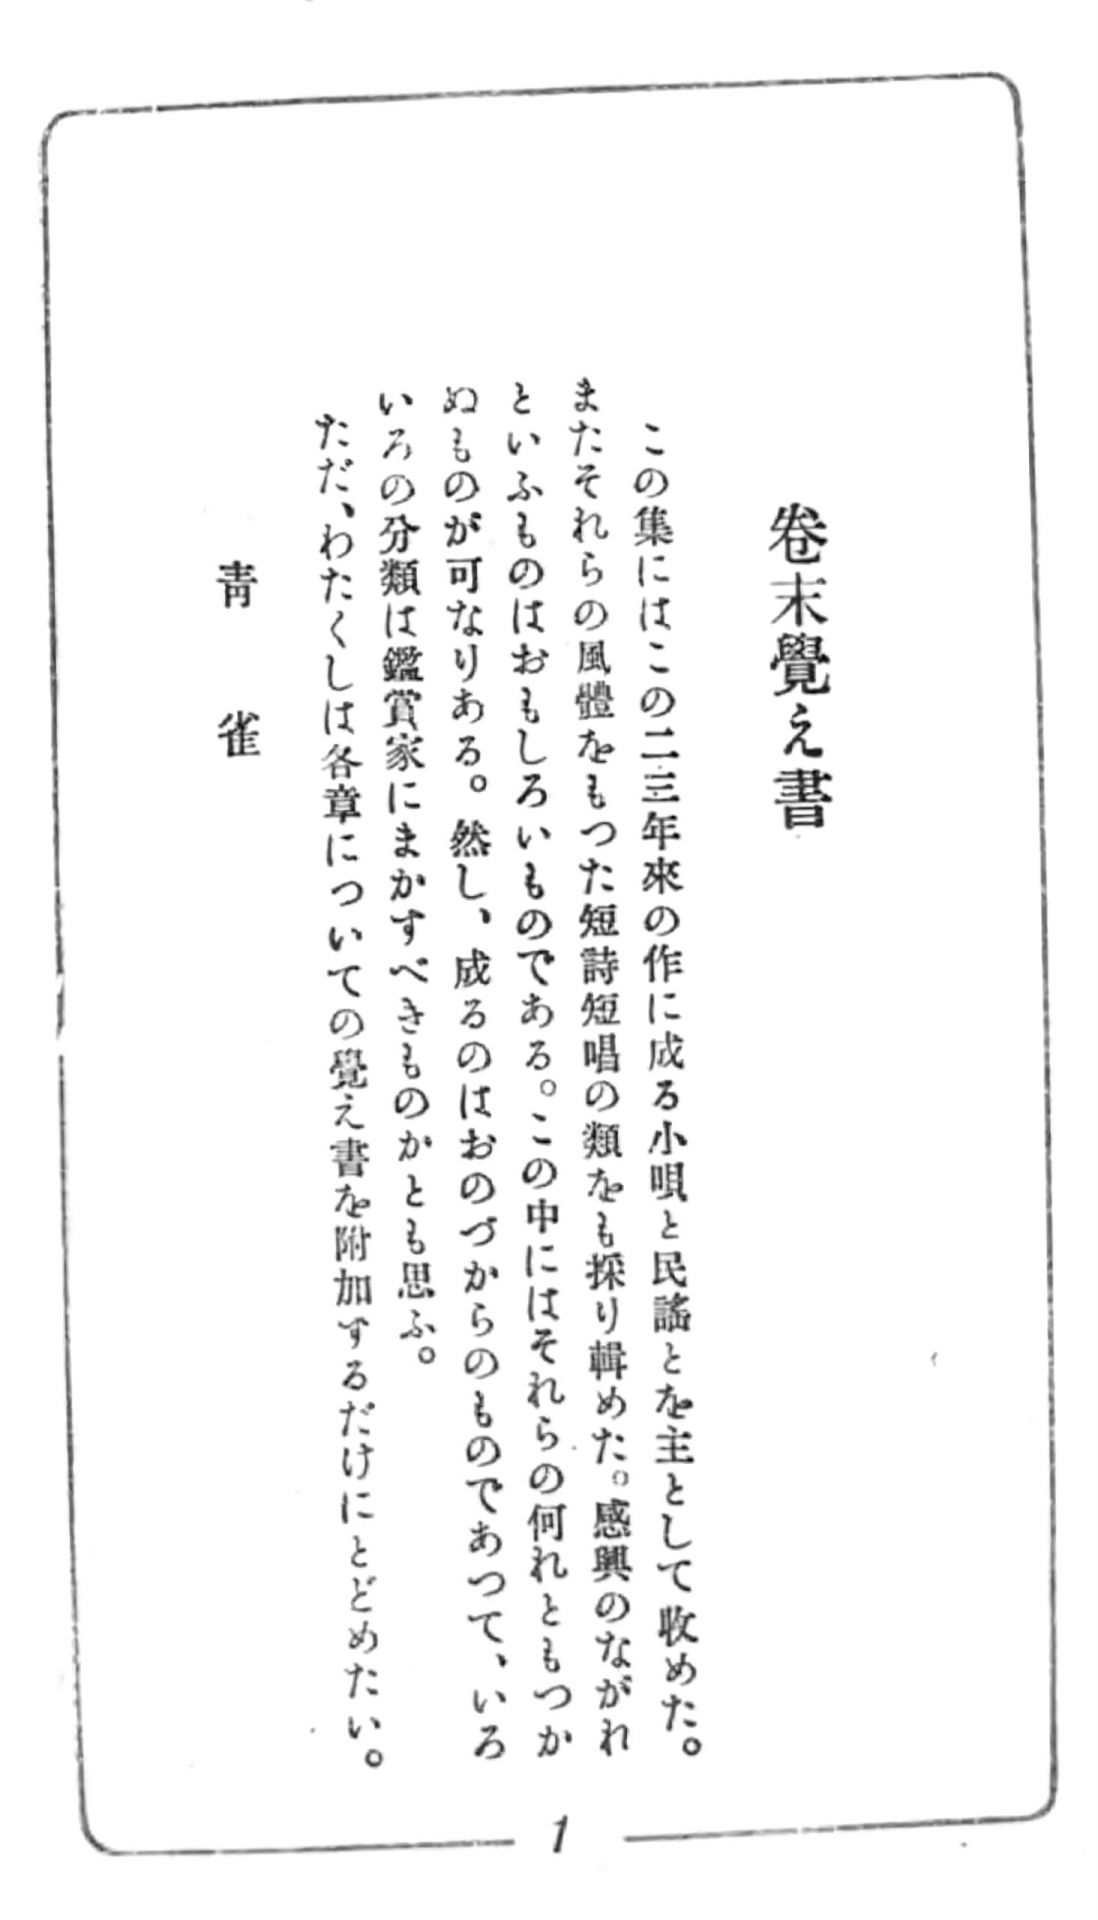 卷末覺え書
この集にはこの二三年來の作に成る小唄と民謠とを主として收めた。
またそれらの風體をもつた短詩短唱の類をも採り輯めた。感興のながれ
といふものはおもしろいものである。この中にはそれらの何れともつか
ぬものが可なりある。然し、成るのはおのづからのものであつて、いろ
いろの分類は鑑賞家にまかすべきものかとも思ふ。
ただ、わたくしは各章についての覺え書を附加するだけにとどめたい。
靑雀
1